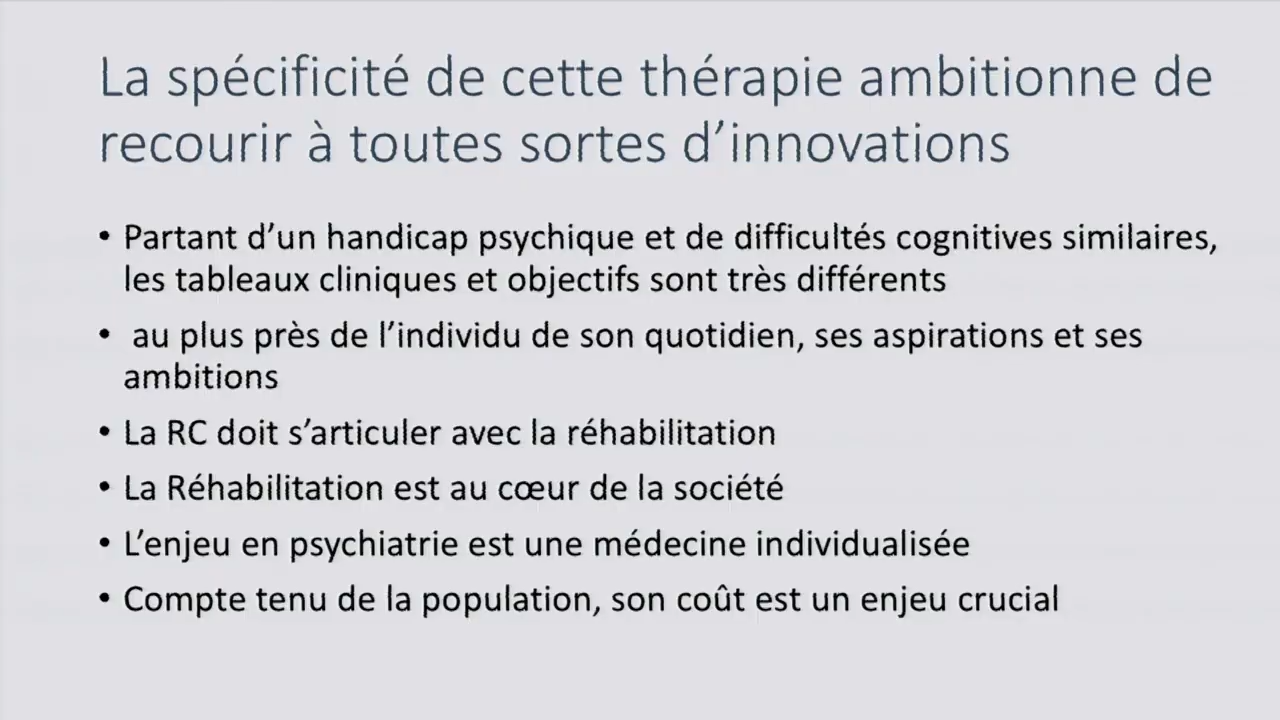 La spécificité de cette thérapie ambitionne de
recourir à toutes sortes d’innovations
• Partant d’un handicap psychique et de difficultés cognitives similaires,
les tableaux cliniques et objectifs sont très différents
• au plus près de l’individu de son quotidien, ses aspirations et ses
ambitions
• La RC doit s’articuler avec la réhabilitation
• La Réhabilitation est au cœur de la société
• L’enjeu en psychiatrie est une médecine individualisée
• Compte tenu de la population, son coût est un enjeu crucial